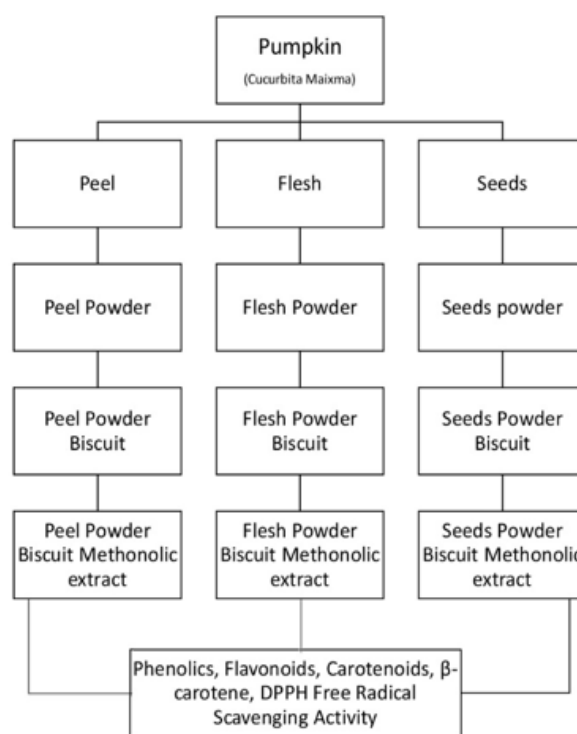 Pumpkin
(Cucurbita Maixma)
Peel
Flesh
Seeds
Peel Powder
Flesh Powder
Seeds powder
Peel Powder
Biscuit
Flesh Powder
Biscuit
Seeds Powder
Biscuit
Peel Powder
Biscuit Methonolic
extract
Flesh Powder
Biscuit Methonolic
extract
Seeds Powder
Biscuit Methonolic
extract
Phenolics, Flavonoids, Carotenoids, β-
carotene, DPPH Free Radical
Scavenging Activity